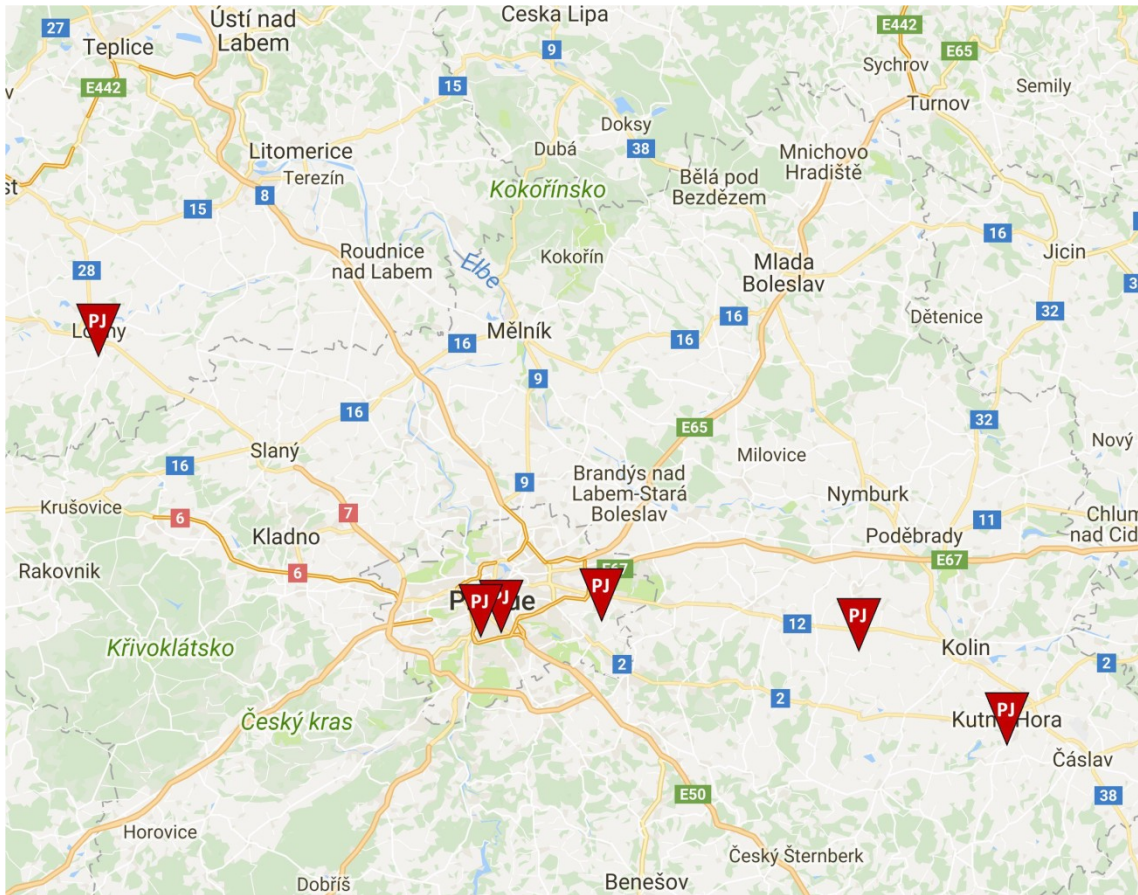 Ústí nad
Labem
Ceska Lipa
27
Teplice
9
E442
E65
Sychrov
E442
15
Semily
Turnov
Doksy
38
Dubá
Litomerice
Terezín
Mnichovo
Hradiště
Bělá pod
Bezdězem
Kokořínsko
8
15
16
Roudnice
nad Labem
Elbe
Kokořín
Mlada
Boleslav
Jicin
28
32
PJ
Dětenice
16
Mělník
16
16
9
16
E65
32
Nový
Slaný
16
Milovice
Brandýs nad
Labem-Stará
Boleslav
9
Krušovice
6
7
Nymburk
11
Kladno
Poděbrady
E67
Rakovnik
6
E67
PJ
PJ
PJ
12
PJ
Křivoklátsko
Kolin
2
2
2
Český kras
PJ
Čáslav
E50
38
Horovice
Český Šternberk
Dobříš
Benešov